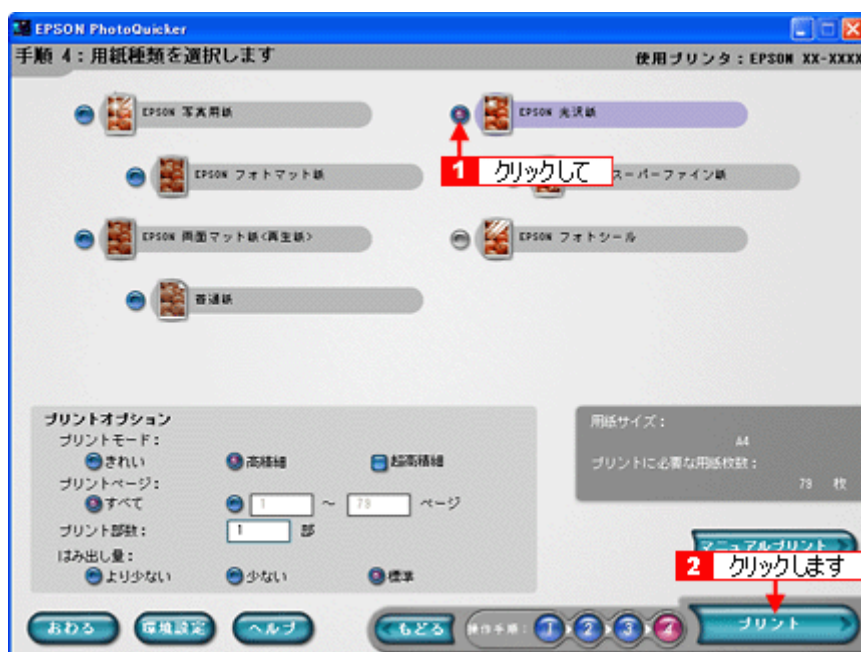 EPSON PhotoQuicker
手順 4：用紙種類を選択します
使用プリンタ：EPSON XX-XXXX
EPSON 写真用紙
EPSON 光沢紙
1 クリックして
EPSON フォトマット紙
スーパーファイン紙
EPSON 両面マット紙<再生紙>
EPSON フォトシール
普通紙
プリントオプション
プリントモード：
きれい
高精細
超高精細
プリントページ：
すべて
1 ～ 79 ページ
プリント部数：
1 部
はみ出し量：
より少ない
少ない
標準
用紙サイズ：
A4
プリントに必要な用紙枚数：
79 枚
マニュアルプリント
2 クリックします
おわる
環境設定
ヘルプ
もどる
操作手順：
1 2 3 4
プリント